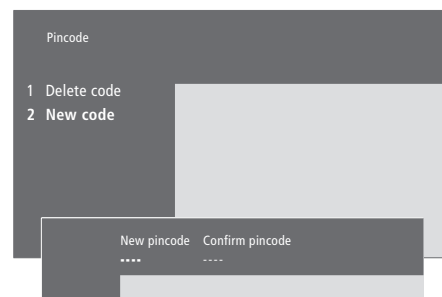 Pincode
1 Delete code
2 New code
New pincode Confirm pincode
---- ----